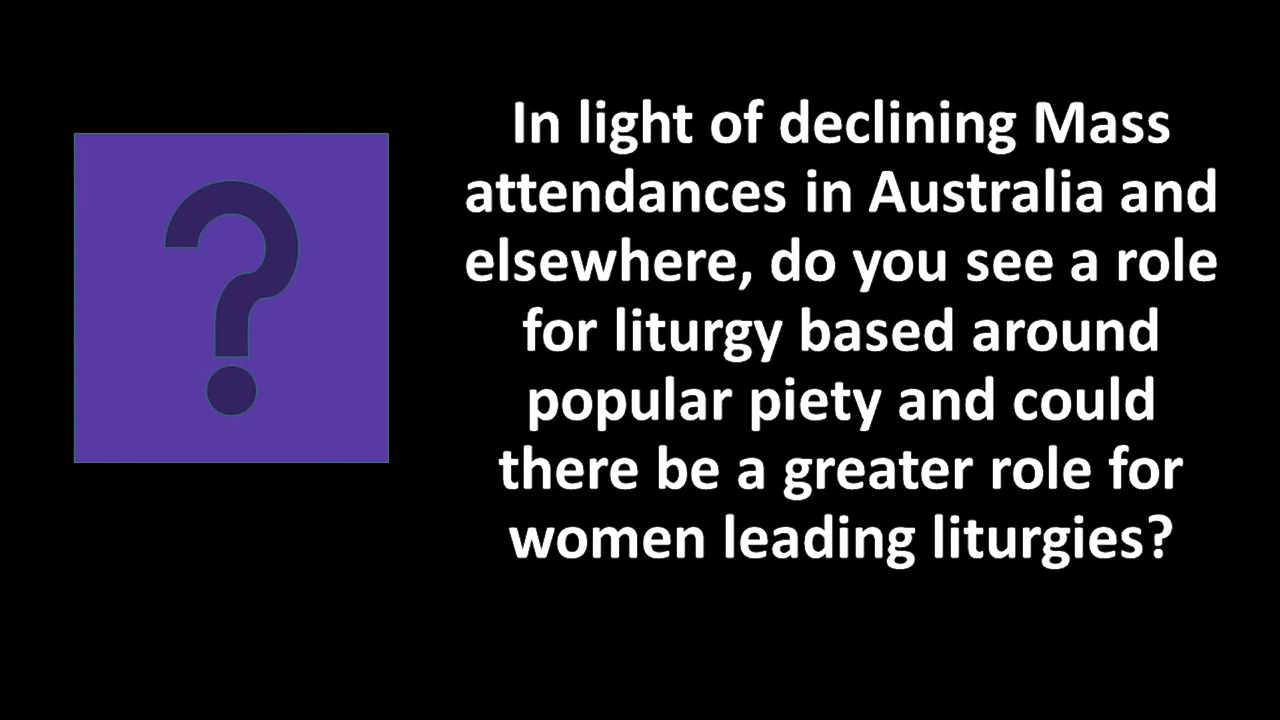 In light of declining Mass
attendances in Australia and
elsewhere, do you see a role
for liturgy based around
popular piety and could
there be a greater role for
women leading liturgies?